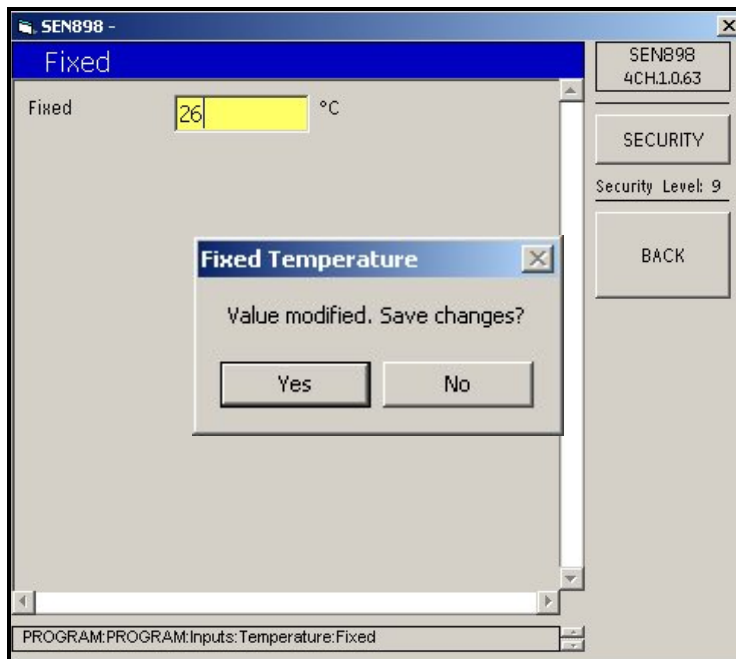 SEN898 -
Fixed
Fixed 26 °C
Fixed Temperature
Value modified. Save changes?
Yes No
SEN898
4CH.1.0.63
SECURITY
Security Level: 9
BACK
PROGRAM:PROGRAM:Inputs:Temperature:Fixed